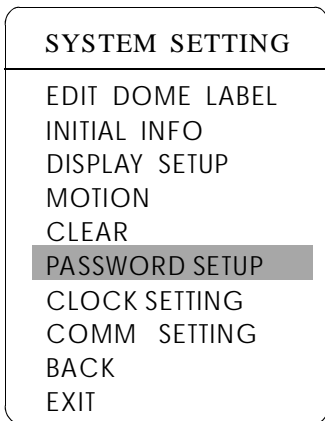 SYSTEM SETTING
EDIT DOME LABEL
INITIAL INFO
DISPLAY SETUP
MOTION
CLEAR
PASSWORD SETUP
CLOCK SETTING
COMM SETTING
BACK
EXIT